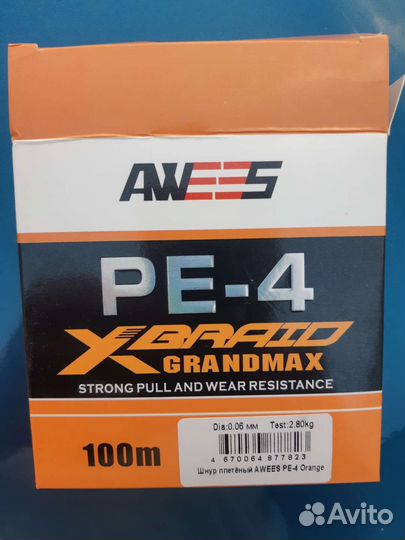 AWEES
PE-4
XBRAID
GRANDMAX
STRONG PULL AND WEAR RESISTANCE
100m
Dia:0.06 мм Test:2.80kg
4 670064 877823
Шнур плетёный AWEES PE-4 Orange
Avito